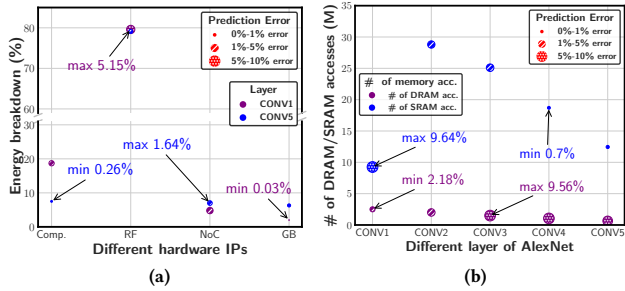 Energy breakdown (%)
80
70
60
20
10
0
Prediction Error
0%-1% error
1%-5% error
5%-10% error
Layer
CONV1
CONV5
max 5.15%
max 1.64%
min 0.26%
min 0.03%
Comp.
RF
NoC
GB
Different hardware IPs
(a)
# of DRAM/SRAM accesses (M)
35
30
25
20
15
10
5
0
Prediction Error
0%-1% error
1%-5% error
5%-10% error
# of memory acc.
# of DRAM acc.
# of SRAM acc.
max 9.64%
min 0.7%
min 2.18%
max 9.56%
CONV1
CONV2
CONV3
CONV4
CONV5
Different layer of AlexNet
(b)